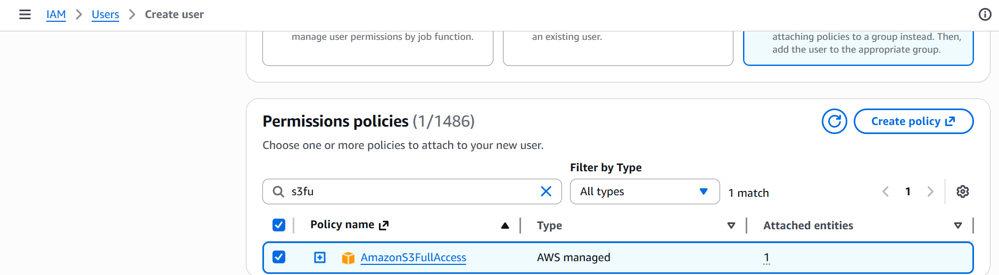 IAM > Users > Create user
manage user permissions by job function.
an existing user.
attaching policies to a group instead. Then,
add the user to the appropriate group.
Permissions policies (1/1486)
Create policy
Choose one or more policies to attach to your new user.
Filter by Type
s3fu
All types
1 match
1
Policy name
Type
Attached entities
AmazonS3FullAccess
AWS managed
1